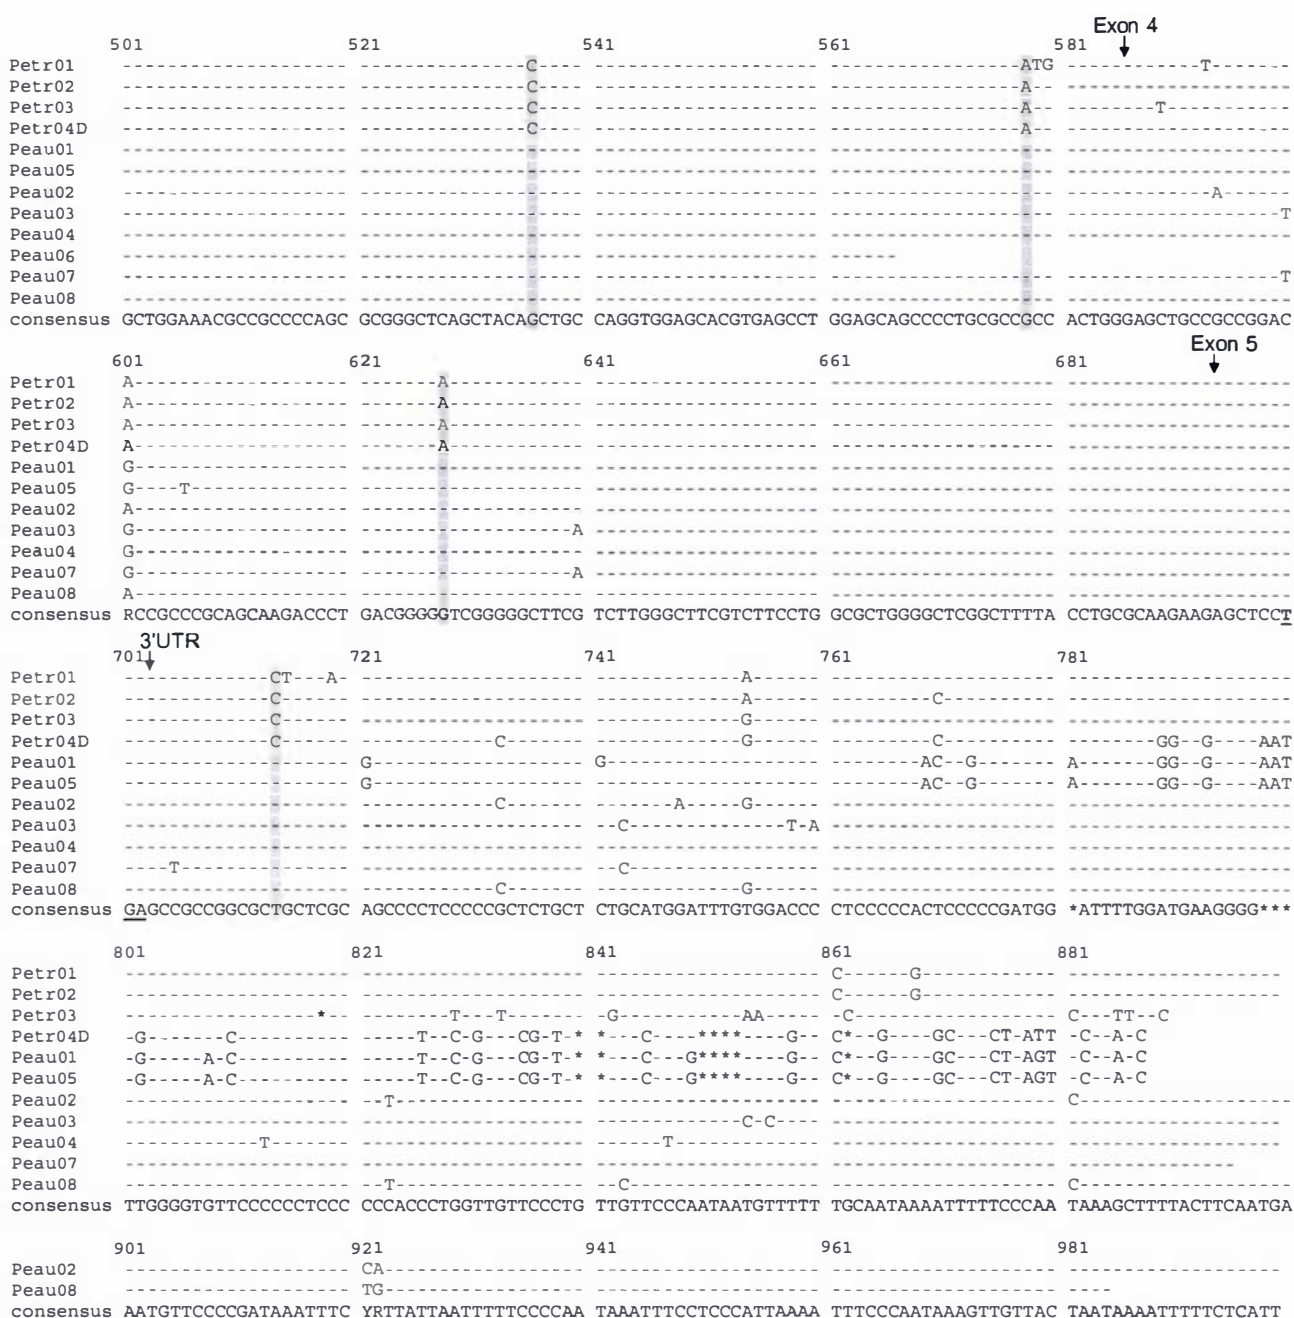 Exon 4
501 521 541 561 581
Petr01 -------------------- ---------------C---- -------------------- -----------------ATG ------------T-------
Petr02 -------------------- ---------------C---- -------------------- -----------------A-- --------------------
Petr03 -------------------- ---------------C---- -------------------- -----------------A-- --------T-----------
Petr04D -------------------- ---------------C---- -------------------- -----------------A-- --------------------
Peau01 -------------------- -------------------- -------------------- -------------------- --------------------
Peau05 -------------------- -------------------- -------------------- -------------------- --------------------
Peau02 -------------------- -------------------- -------------------- -------------------- -------------A------
Peau03 -------------------- -------------------- -------------------- -------------------- -------------------T
Peau04 -------------------- -------------------- -------------------- -------------------- --------------------
Peau06 -------------------- -------------------- -------------------- ------
Peau07 -------------------- -------------------- -------------------- -------------------- -------------------T
Peau08 -------------------- -------------------- -------------------- -------------------- --------------------
consensus GCTGGAAACGCCGCCCCAGC GCGGGCTCAGCTACAGCTGC CAGGTGGAGCACGTGAGCCT GGAGCAGCCCCTGCGCCGCC ACTGGGAGCTGCCGCCGGAC
Exon 5
601 621 641 661 681
Petr01 A------------------- -------A------------ -------------------- -------------------- --------------------
Petr02 A------------------- -------A------------ -------------------- -------------------- --------------------
Petr03 A------------------- -------A------------ -------------------- -------------------- --------------------
Petr04D A------------------- -------A------------ -------------------- -------------------- --------------------
Peau01 G------------------- -------------------- -------------------- -------------------- --------------------
Peau05 G----T-------------- -------------------- -------------------- -------------------- --------------------
Peau02 A------------------- -------------------- -------------------- -------------------- --------------------
Peau03 G------------------- -------------------A -------------------- -------------------- --------------------
Peau04 G------------------- -------------------- -------------------- -------------------- --------------------
Peau07 G------------------- -------------------A -------------------- -------------------- --------------------
Peau08 A------------------- -------------------- -------------------- -------------------- --------------------
consensus RCCGCCCGCAGCAAGACCCT GACGGGGGTCGGGGGCTTCG TCTTGGGCTTCGTCTTCCTG GCGCTGGGGCTCGGCTTTTA CCTGCGCAAGAAGAGCTCCT
3'UTR
701 721 741 761 781
Petr01 -------------CT---A- -------------------- -------------A------ -------------------- --------------------
Petr02 -------------C------ -------------------- -------------A------ ---------C---------- --------------------
Petr03 -------------C------ -------------------- -------------G------ -------------------- --------------------
Petr04D -------------C------ ------------C------- -------------G------ ---------C---------- --------GG--G----AAT
Peau01 -------------------- G------------------- G------------------- --------AC--G------- A-------GG--G----AAT
Peau05 -------------------- G------------------- -------------------- --------AC--G------- A-------GG--G----AAT
Peau02 -------------------- ------------C------- -------A-----G------ -------------------- --------------------
Peau03 -------------------- -------------------- --C--------------T-A -------------------- --------------------
Peau04 -------------------- -------------------- -------------------- -------------------- --------------------
Peau07 ----T--------------- -------------------- --C----------------- -------------------- --------------------
Peau08 -------------------- ------------C------- -------------G------ -------------------- --------------------
consensus GAGCCGCCGGCGCTGCTCGC AGCCCCTCCCCCGCTCTGCT CTGCATGGATTTGTGGACCC CTCCCCCACTCCCCCGATGG *ATTTTGGATGAAGGGG***
801 821 841 861 881
Petr01 -------------------- -------------------- -------------------- C------G------------ -------------------
Petr02 -------------------- -------------------- -------------------- C------G------------ -------------------
Petr03 -----------------*-- --------T---T------- -G-----------AA----- -C------------------ C---TT--C----------
Petr04D -G-------C---------- -----T--C-G---CG-T-* *---C----****----G-- C*--G----GC---CT-ATT -C--A-C
Peau01 -G-----A-C---------- -----T--C-G---CG-T-* *---C---G****----G-- C*--G----GC---CT-AGT -C--A-C
Peau05 -G-----A-C---------- -----T--C-G---CG-T-* *---C---G****----G-- C*--G----GC---CT-AGT -C--A-C
Peau02 -------------------- --T----------------- -------------------- -------------------- C------------------
Peau03 -------------------- -------------------- -------------C-C---- -------------------- -------------------
Peau04 ------------T------- -------------------- ------T------------- -------------------- -------------------
Peau07 -------------------- -------------------- -------------------- -------------------- ---------------
Peau08 -------------------- --T----------------- --C----------------- -------------------- C------------------
consensus TTGGGGTGTTCCCCCCTCCC CCCACCCTGGTTGTTCCCTG TTGTTCCCAATAATGTTTTT TGCAATAAAATTTTTCCCAA TAAAGCTTTTACTTCAATGA
901 921 941 961 981
Peau02 -------------------- CA------------------ -------------------- -------------------- -------------------
Peau08 -------------------- TG------------------ -------------------- -------------------- ----
consensus AATGTTCCCCGATAAATTTC YRTTATTAATTTTTCCCCAA TAAATTTCCTCCCATTAAAA TTTCCCAATAAAGTTGTTAC TAATAAAATTTTTCTCATT